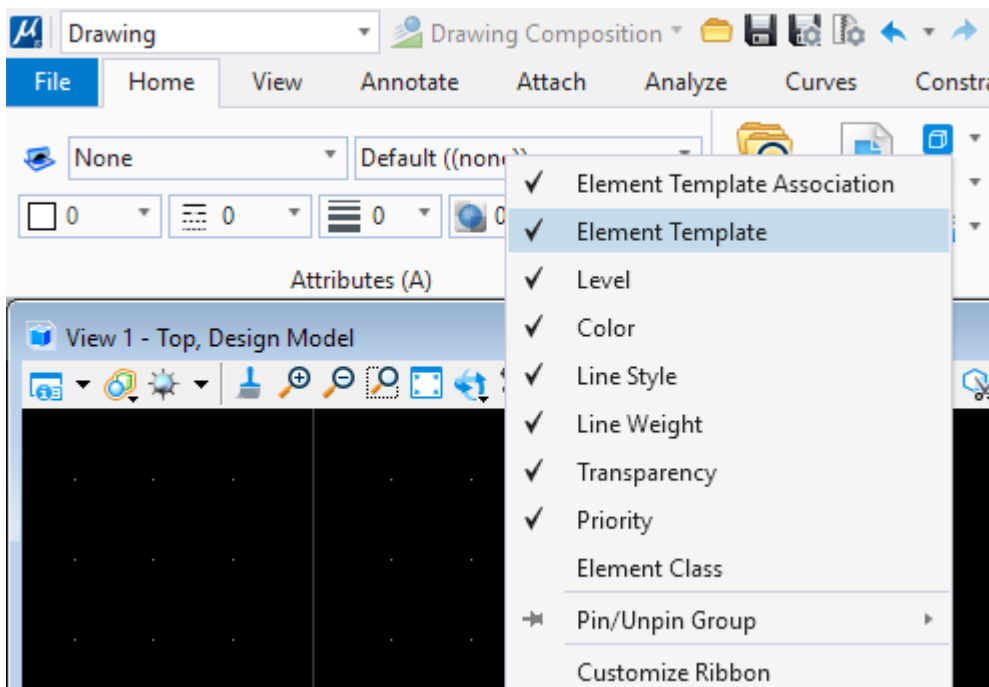 Drawing Drawing Composition
File Home View Annotate Attach Analyze Curves Constra
None Default ((none))
0 0 0 0
Attributes (A)
View 1 - Top, Design Model
Element Template Association
Element Template
Level
Color
Line Style
Line Weight
Transparency
Priority
Element Class
Pin/Unpin Group
Customize Ribbon